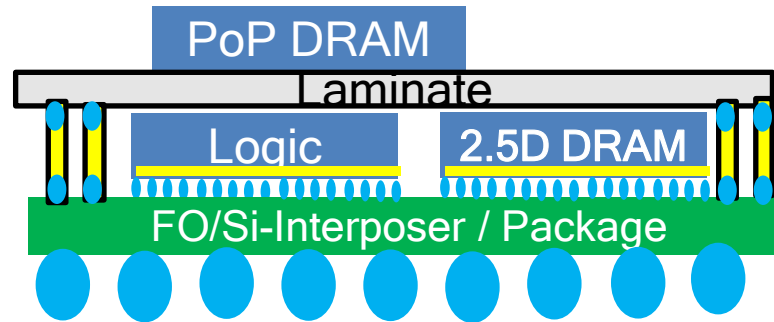 PoP DRAM
Laminate
Logic
2.5D DRAM
FO/Si-Interposer / Package